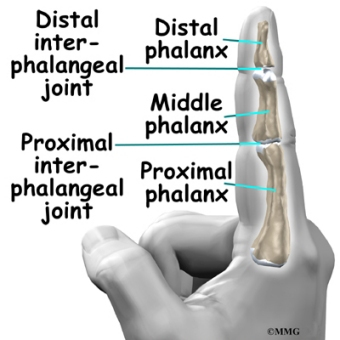 Distal
inter-
phalangeal
joint
Distal
phalanx
Middle
phalanx
Proximal
inter-
phalangeal
joint
Proximal
phalanx
©MMG